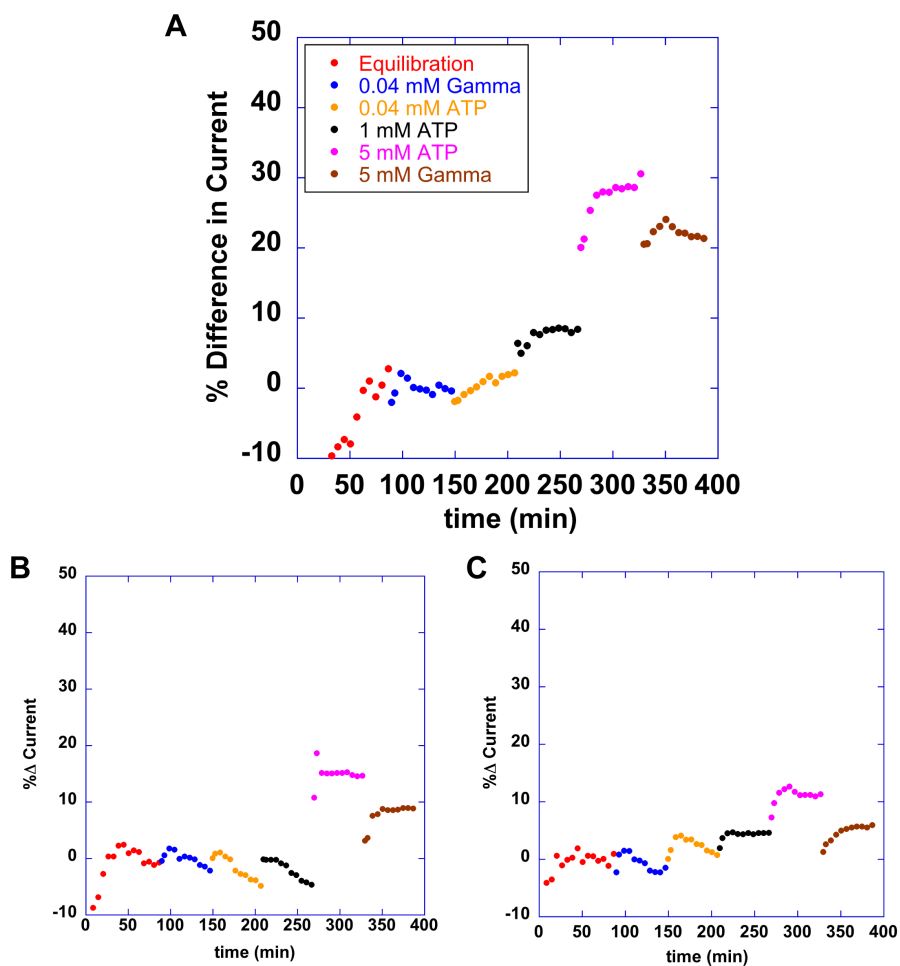 A
50
40
30
20
10
0
-10
% Difference in Current
Equilibration
0.04 mM Gamma
0.04 mM ATP
1 mM ATP
5 mM ATP
5 mM Gamma
0 50 100 150 200 250 300 350 400
time (min)
B
50
40
30
20
10
0
-10
%Δ Current
0 50 100 150 200 250 300 350 400
time (min)
C
50
40
30
20
10
0
-10
%Δ Current
0 50 100 150 200 250 300 350 400
time (min)